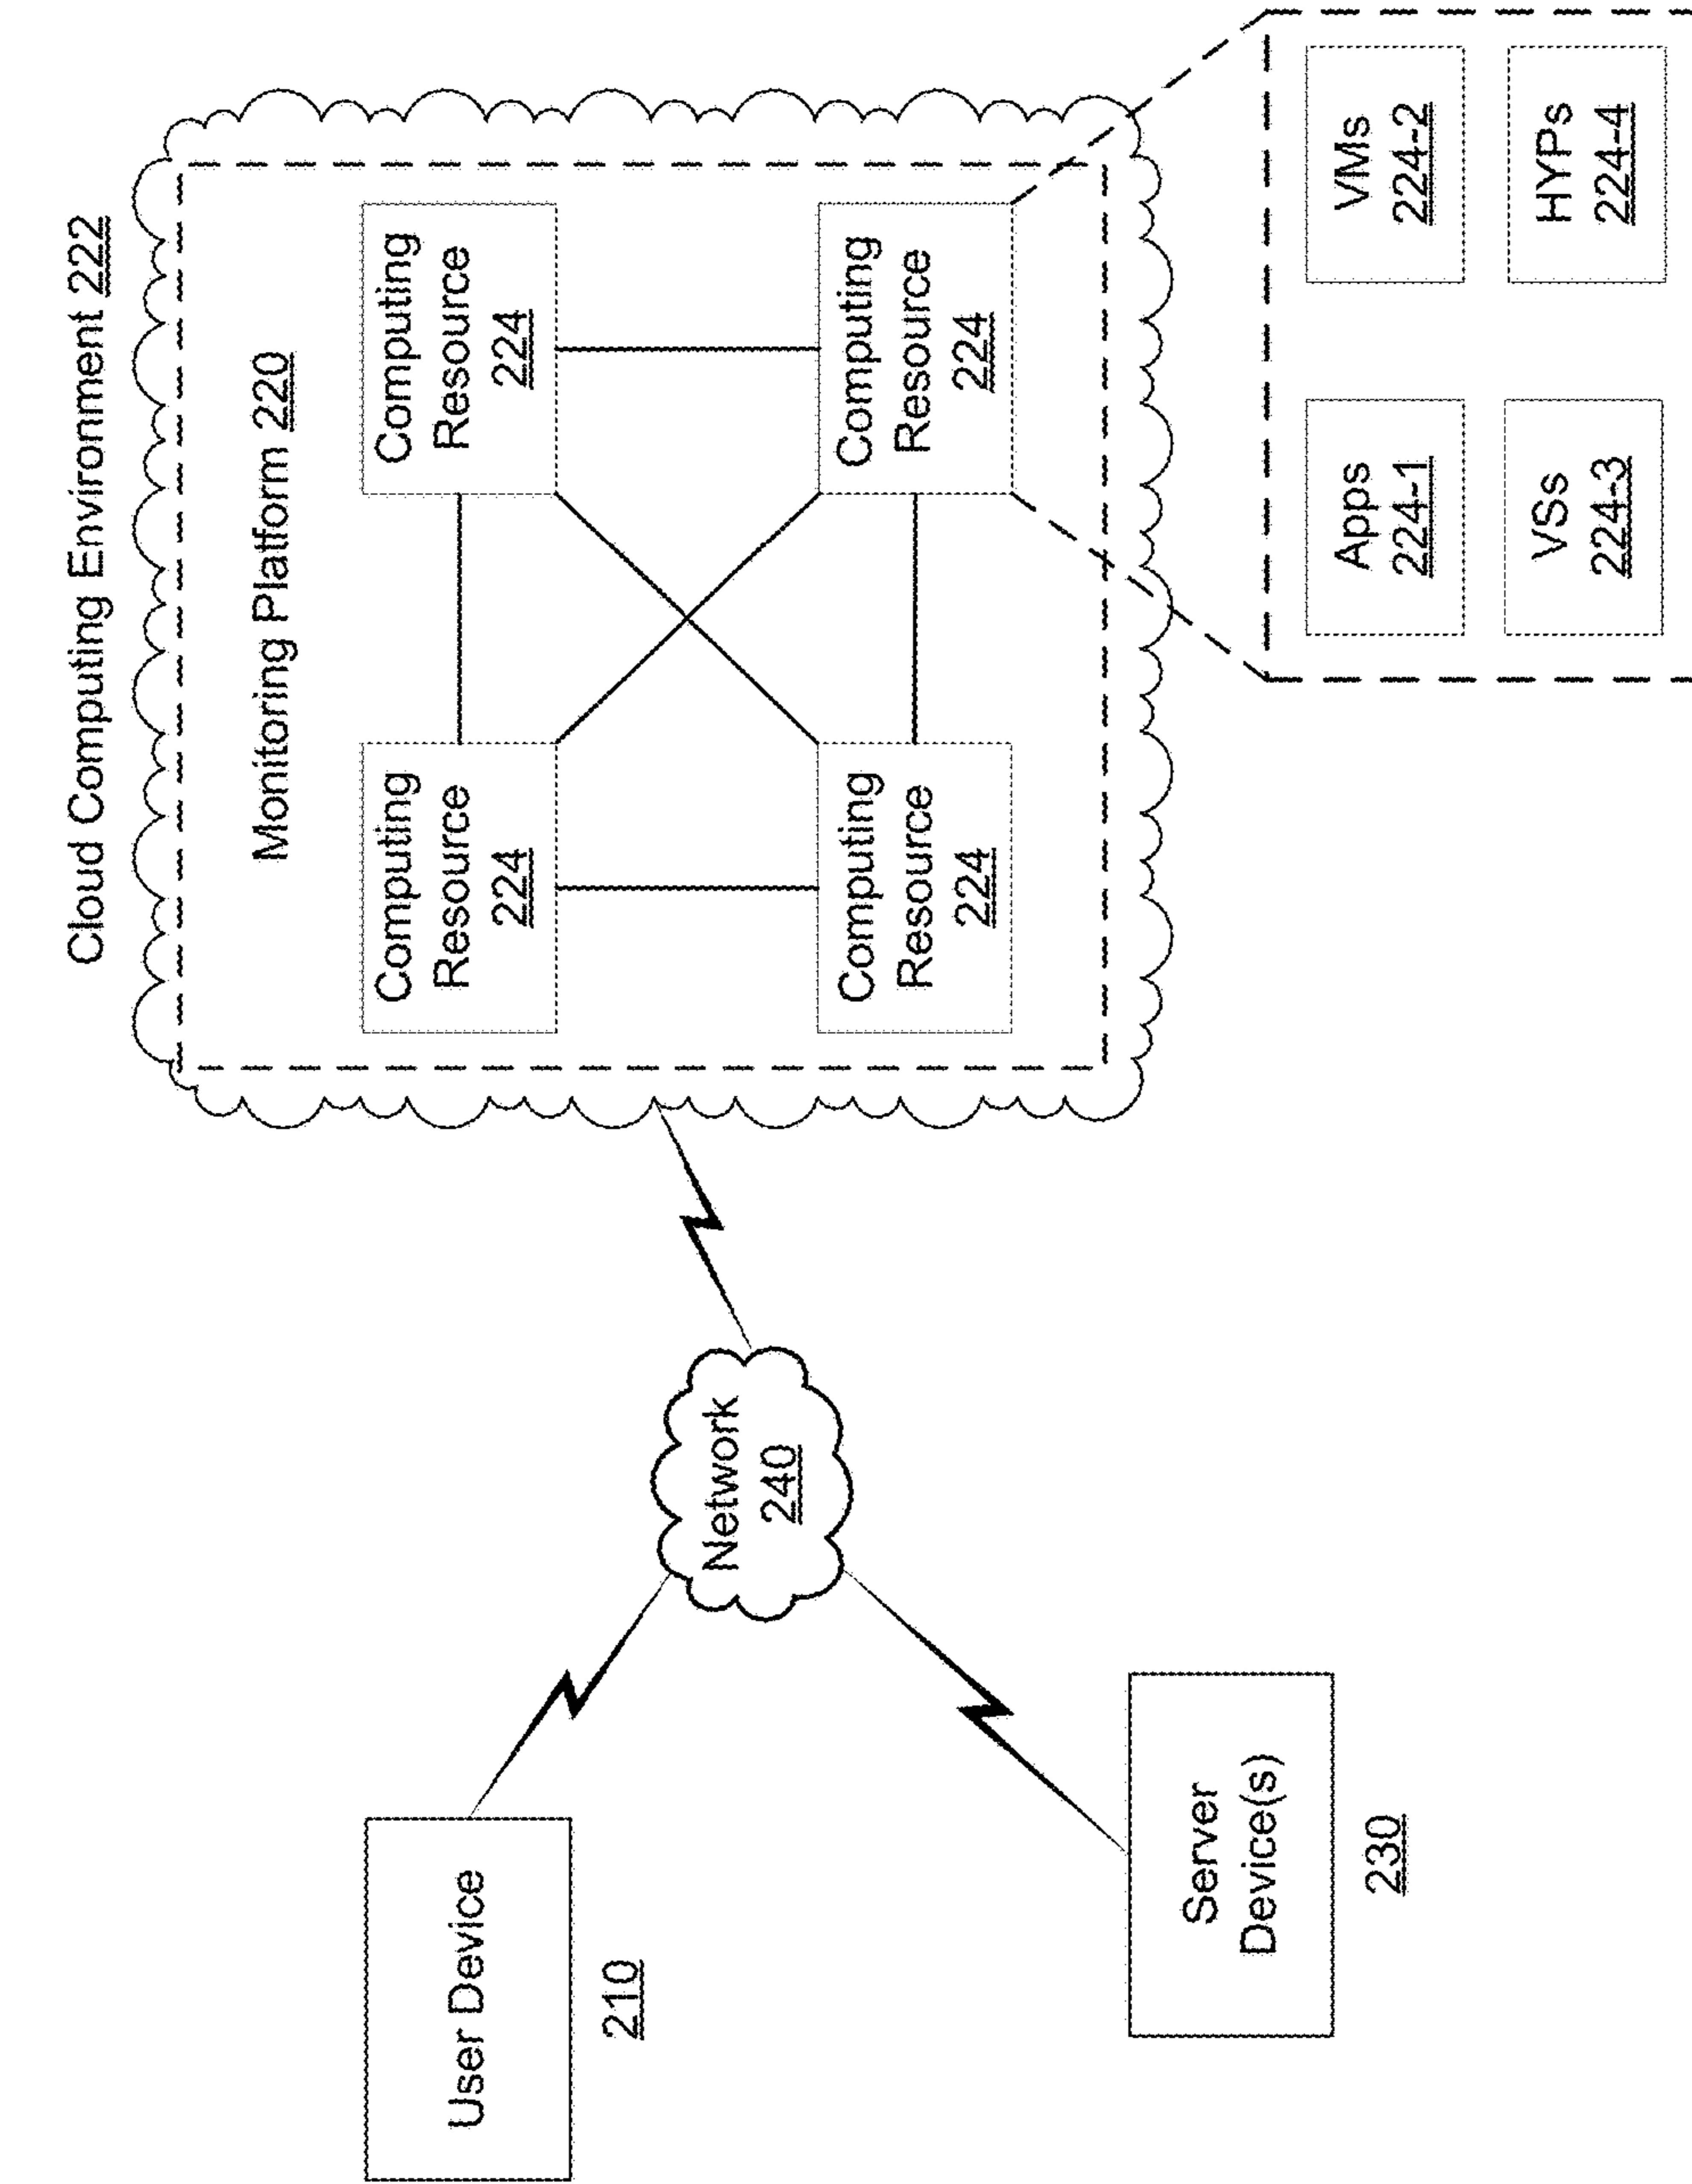 Cloud Computing Environment 222
Monitoring Platform 220
Computing
Resource
224
Computing
Resource
224
Computing
Resource
224
Computing
Resource
224
User Device
210
Network
240
Server
Device(s)
230
Apps
224-1
VMs
224-2
VSs
224-3
HYPs
224-4